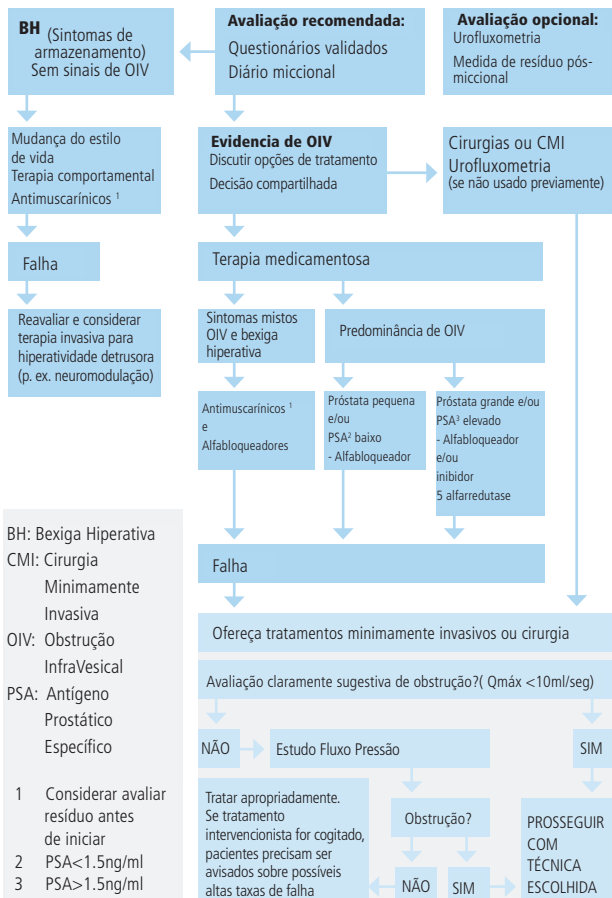 BH (Sintomas de
armazenamento)
Sem sinais de OIV
Avaliação recomendada:
Questionários validados
Diário miccional
Avaliação opcional:
Urofluxometria
Medida de resíduo pós-
miccional
Mudança do estilo
de vida
Terapia comportamental
Antimuscarínicos ¹
Evidencia de OIV
Discutir opções de tratamento
Decisão compartilhada
Cirurgias ou CMI
Urofluxometria
(se não usado previamente)
Falha
Terapia medicamentosa
Reavaliar e considerar
terapia invasiva para
hiperatividade detrusora
(p. ex. neuromodulação)
Sintomas mistos
OIV e bexiga
hiperativa
Predominância de OIV
Antimuscarínicos ¹
e
Alfabloqueadores
Próstata pequena
e/ou
PSA² baixo
- Alfabloqueador
Próstata grande e/ou
PSA³ elevado
- Alfabloqueador
e/ou
inibidor
5 alfarredutase
Falha
Ofereça tratamentos minimamente invasivos ou cirurgia
Avaliação claramente sugestiva de obstrução?( Qmáx <10ml/seg)
NÃO
Estudo Fluxo Pressão
SIM
Tratar apropriadamente.
Se tratamento
intervencionista for cogitado,
pacientes precisam ser
avisados sobre possíveis
altas taxas de falha
Obstrução?
NÃO
SIM
PROSSEGUIR
COM
TÉCNICA
ESCOLHIDA
BH: Bexiga Hiperativa
CMI: Cirurgia
Minimamente
Invasiva
OIV: Obstrução
InfraVesical
PSA: Antígeno
Prostático
Específico
1 Considerar avaliar
resíduo antes
de iniciar
2 PSA<1.5ng/ml
3 PSA>1.5ng/ml